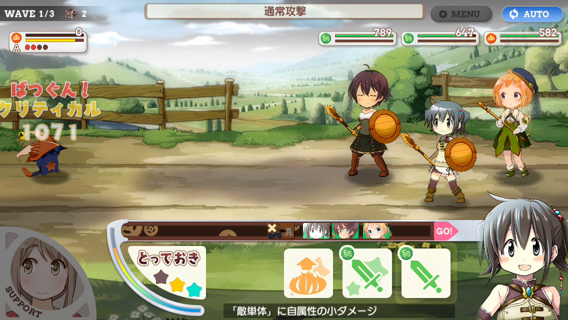 WAVE 1/3
2
通常攻撃
MENU
AUTO
0
A
789
647
582
ばつぐん!
クリティカル
1071
GO!
とっておき
SUPPORT
「敵単体」に自属性の小ダメージ